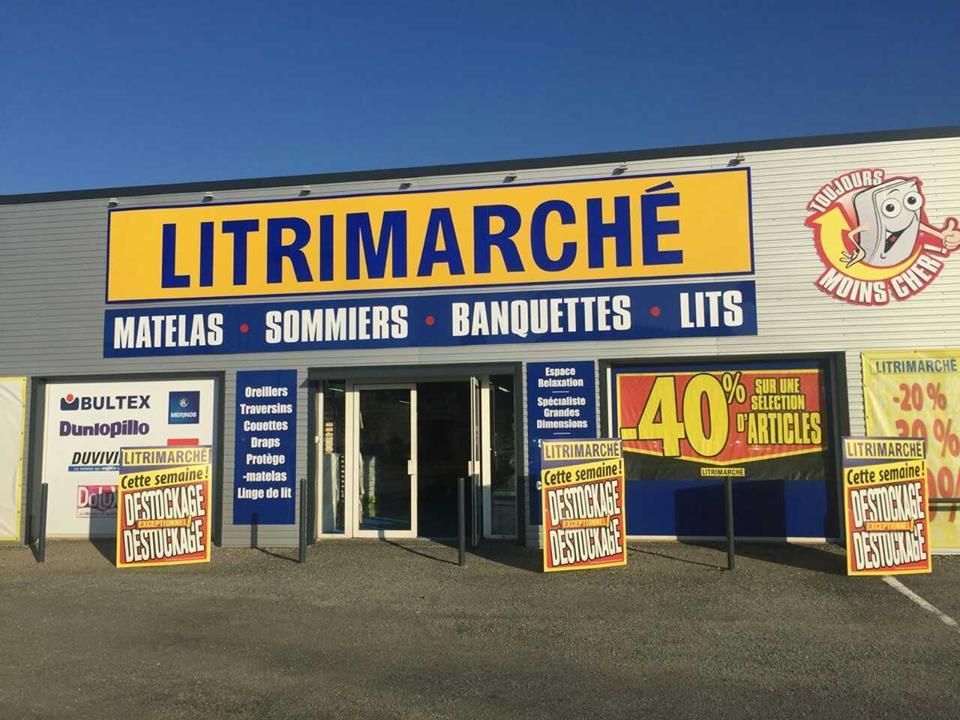 LITRIMARCHÉ
MATELAS • SOMMIERS • BANQUETTES • LITS
TOUJOURS
MOINS CHER !
BULTEX
MERINOS
Dunlopillo
DUVIVI
Oreillers
Traversins
Couettes
Draps
Protège
-matelas
Linge de lit
Espace
Relaxation
Spécialiste
Grandes
Dimensions
-40%
SUR UNE
SÉLECTION
D'ARTICLES
LITRIMARCHÉ
LITRIMARCHÉ
-20 %
LITRIMARCHÉ
Cette semaine !
DESTOCKAGE
EXCEPTIONNEL
DESTOCKAGE
LITRIMARCHÉ
Cette semaine !
DESTOCKAGE
EXCEPTIONNEL
DESTOCKAGE
LITRIMARCHÉ
Cette semaine !
DESTOCKAGE
EXCEPTIONNEL
DESTOCKAGE